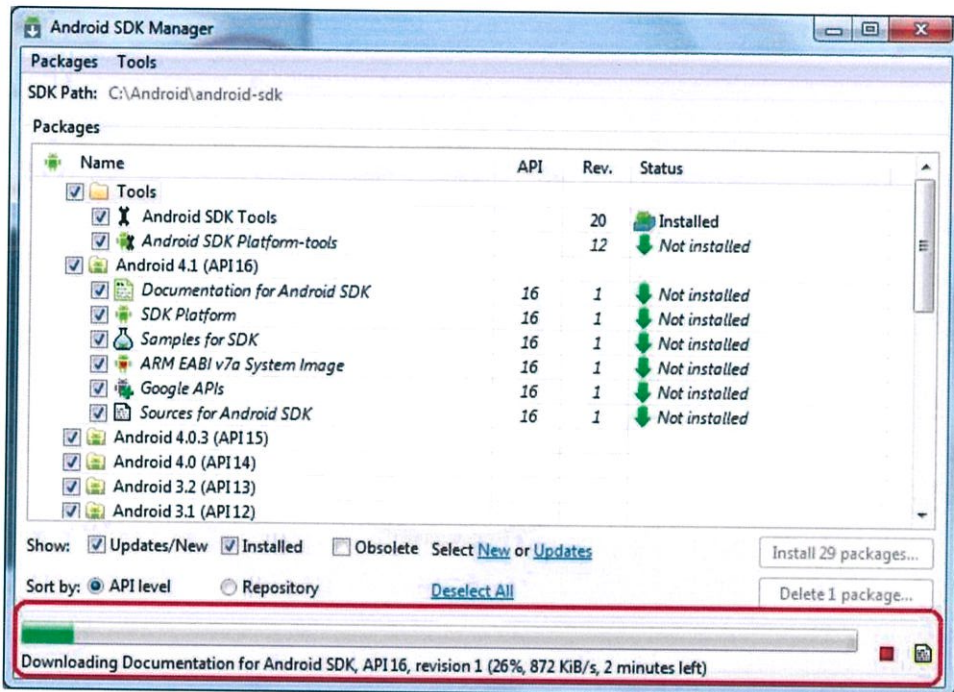 Android SDK Manager
Packages Tools
SDK Path: C:\Android\android-sdk
Packages
Name API Rev. Status
Tools
Android SDK Tools 20 Installed
Android SDK Platform-tools 12 Not installed
Android 4.1 (API 16)
Documentation for Android SDK 16 1 Not installed
SDK Platform 16 1 Not installed
Samples for SDK 16 1 Not installed
ARM EABI v7a System Image 16 1 Not installed
Google APIs 16 1 Not installed
Sources for Android SDK 16 1 Not installed
Android 4.0.3 (API 15)
Android 4.0 (API 14)
Android 3.2 (API 13)
Android 3.1 (API 12)
Show: Updates/New Installed Obsolete Select New or Updates Install 29 packages...
Sort by: API level Repository Deselect All Delete 1 package...
Downloading Documentation for Android SDK, API 16, revision 1 (26%, 872 KiB/s, 2 minutes left)